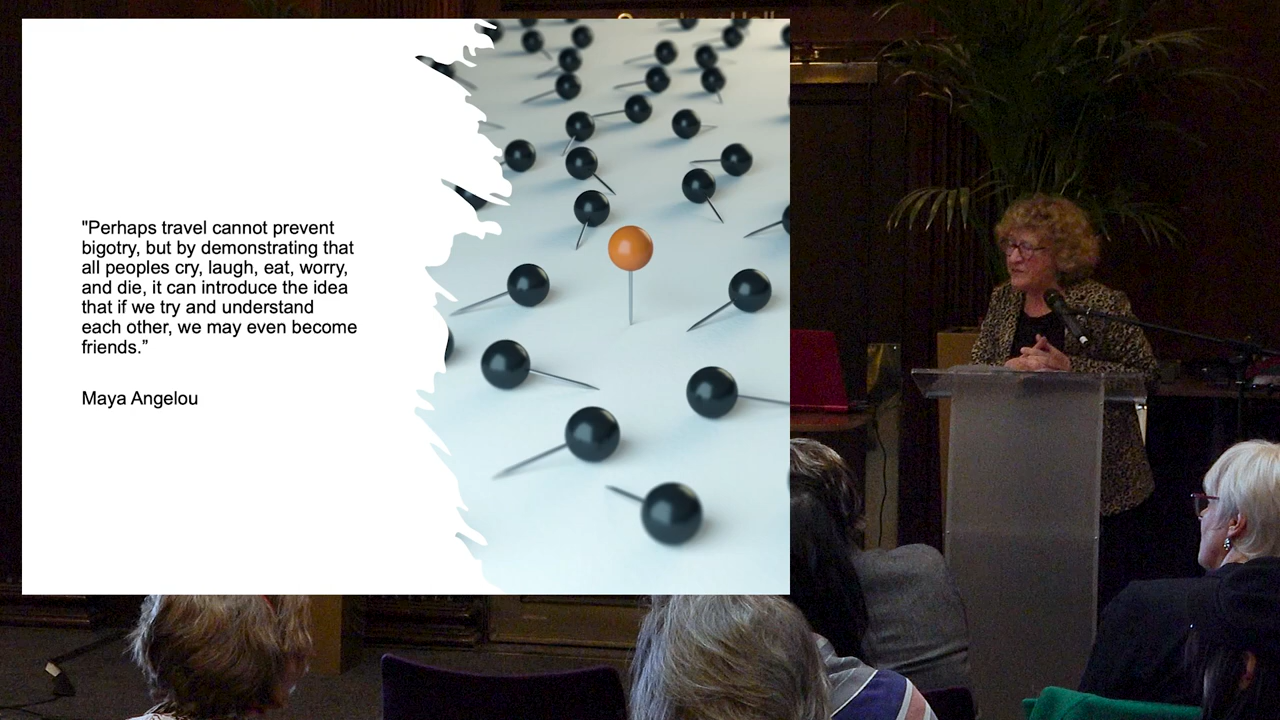 "Perhaps travel cannot prevent
bigotry, but by demonstrating that
all peoples cry, laugh, eat, worry,
and die, it can introduce the idea
that if we try and understand
each other, we may even become
friends.”
Maya Angelou